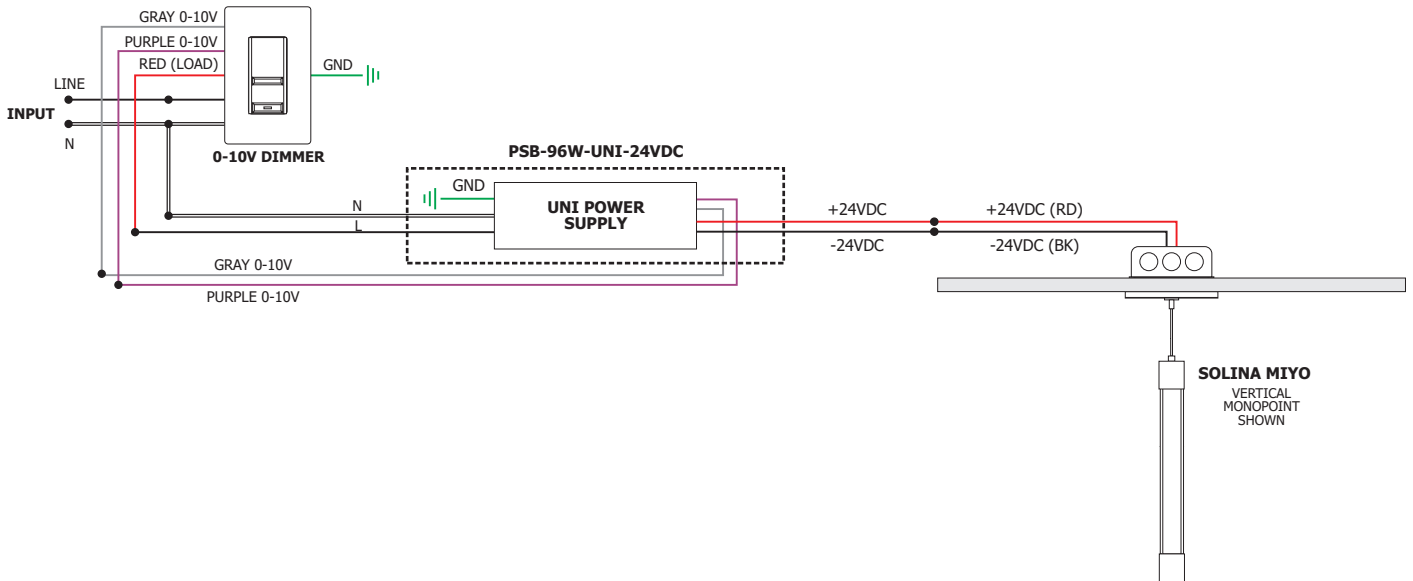 GRAY 0-10V
PURPLE 0-10V
RED (LOAD)
GND
LINE
INPUT
N
0-10V DIMMER
PSB-96W-UNI-24VDC
GND
UNI POWER
SUPPLY
N
L
GRAY 0-10V
PURPLE 0-10V
+24VDC
+24VDC (RD)
-24VDC
-24VDC (BK)
SOLINA MIYO
VERTICAL
MONOPOINT
SHOWN